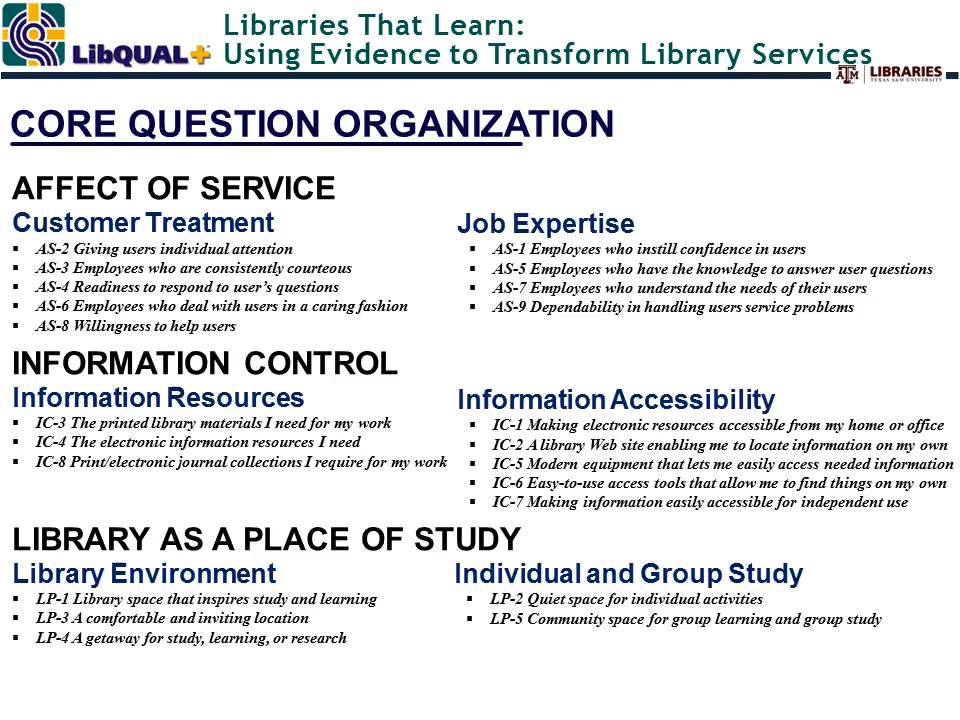 Libraries That Learn:
LibQUAL+
Using Evidence to Transform Library Services
ATM LIBRARIES
TEXAS A&M UNIVERSITY
CORE QUESTION ORGANIZATION
AFFECT OF SERVICE
Customer Treatment
▪ AS-2 Giving users individual attention
▪ AS-3 Employees who are consistently courteous
▪ AS-4 Readiness to respond to user’s questions
▪ AS-6 Employees who deal with users in a caring fashion
▪ AS-8 Willingness to help users
Job Expertise
▪ AS-1 Employees who instill confidence in users
▪ AS-5 Employees who have the knowledge to answer user questions
▪ AS-7 Employees who understand the needs of their users
▪ AS-9 Dependability in handling users service problems
INFORMATION CONTROL
Information Resources
▪ IC-3 The printed library materials I need for my work
▪ IC-4 The electronic information resources I need
▪ IC-8 Print/electronic journal collections I require for my work
Information Accessibility
▪ IC-1 Making electronic resources accessible from my home or office
▪ IC-2 A library Web site enabling me to locate information on my own
▪ IC-5 Modern equipment that lets me easily access needed information
▪ IC-6 Easy-to-use access tools that allow me to find things on my own
▪ IC-7 Making information easily accessible for independent use
LIBRARY AS A PLACE OF STUDY
Library Environment
▪ LP-1 Library space that inspires study and learning
▪ LP-3 A comfortable and inviting location
▪ LP-4 A getaway for study, learning, or research
Individual and Group Study
▪ LP-2 Quiet space for individual activities
▪ LP-5 Community space for group learning and group study